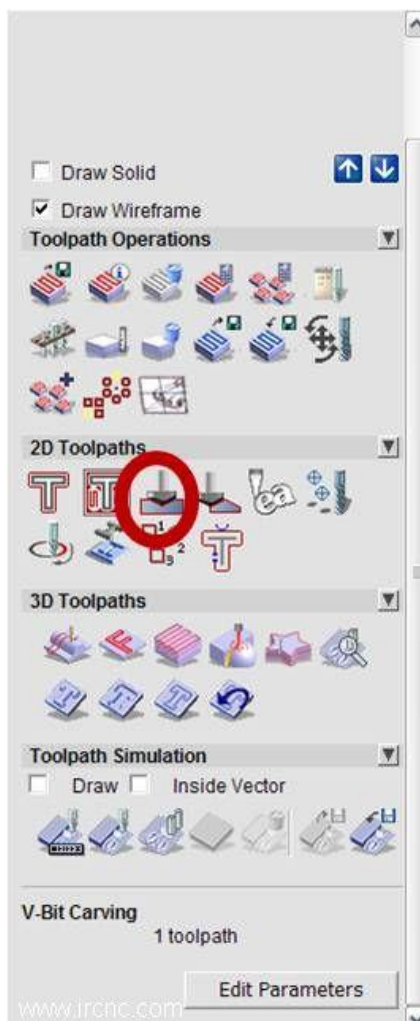 Draw Solid
Draw Wireframe
Toolpath Operations
2D Toolpaths
3D Toolpaths
Toolpath Simulation
Draw Inside Vector
V-Bit Carving
1 toolpath
Edit Parameters
www.ircnc.com